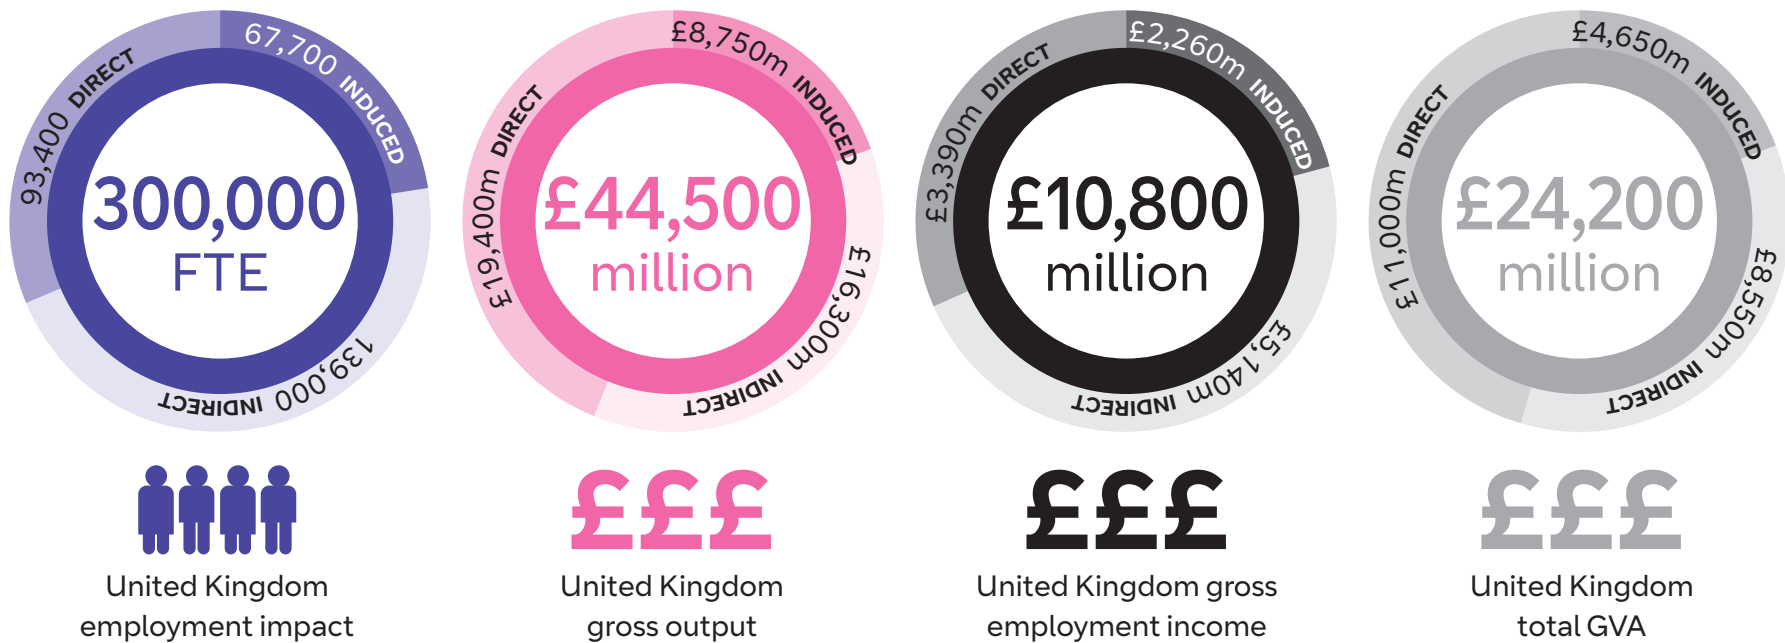 93,400 DIRECT
67,700 INDUCED
139,000 INDIRECT
300,000
FTE
United Kingdom
employment impact
£19,400m DIRECT
£8,750m INDUCED
£16,300m INDIRECT
£44,500
million
£££
United Kingdom
gross output
£3,390m DIRECT
£2,260m INDUCED
£5,140m INDIRECT
£10,800
million
£££
United Kingdom gross
employment income
£11,000m DIRECT
£4,650m INDUCED
£8,550m INDIRECT
£24,200
million
£££
United Kingdom
total GVA